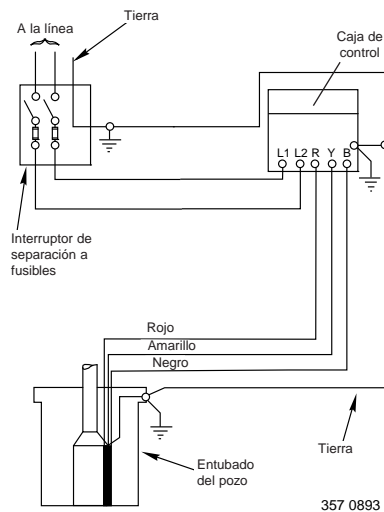 A la línea
Tierra
Caja de
control
L1 L2 R Y B
Interruptor de
separación a
fusibles
Rojo
Amarillo
Negro
Entubado
del pozo
Tierra
357 0893